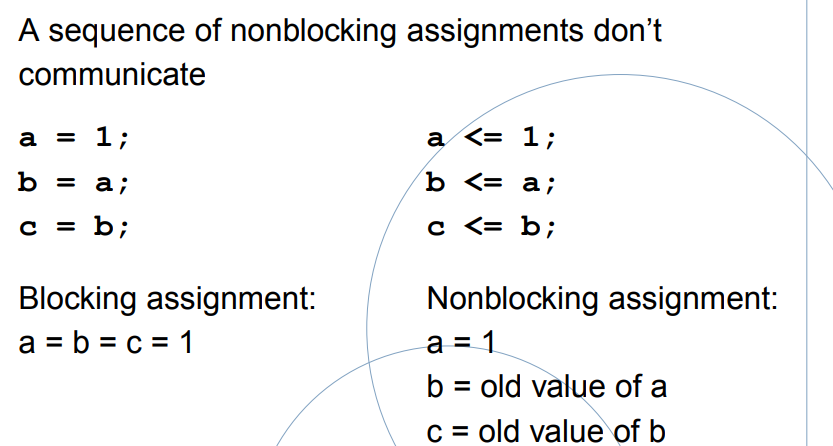 A sequence of nonblocking assignments don't
communicate
a = 1;
b = a;
c = b;
a <= 1;
b <= a;
c <= b;
Blocking assignment:
a = b = c = 1
Nonblocking assignment:
a = 1
b = old value of a
c = old value of b